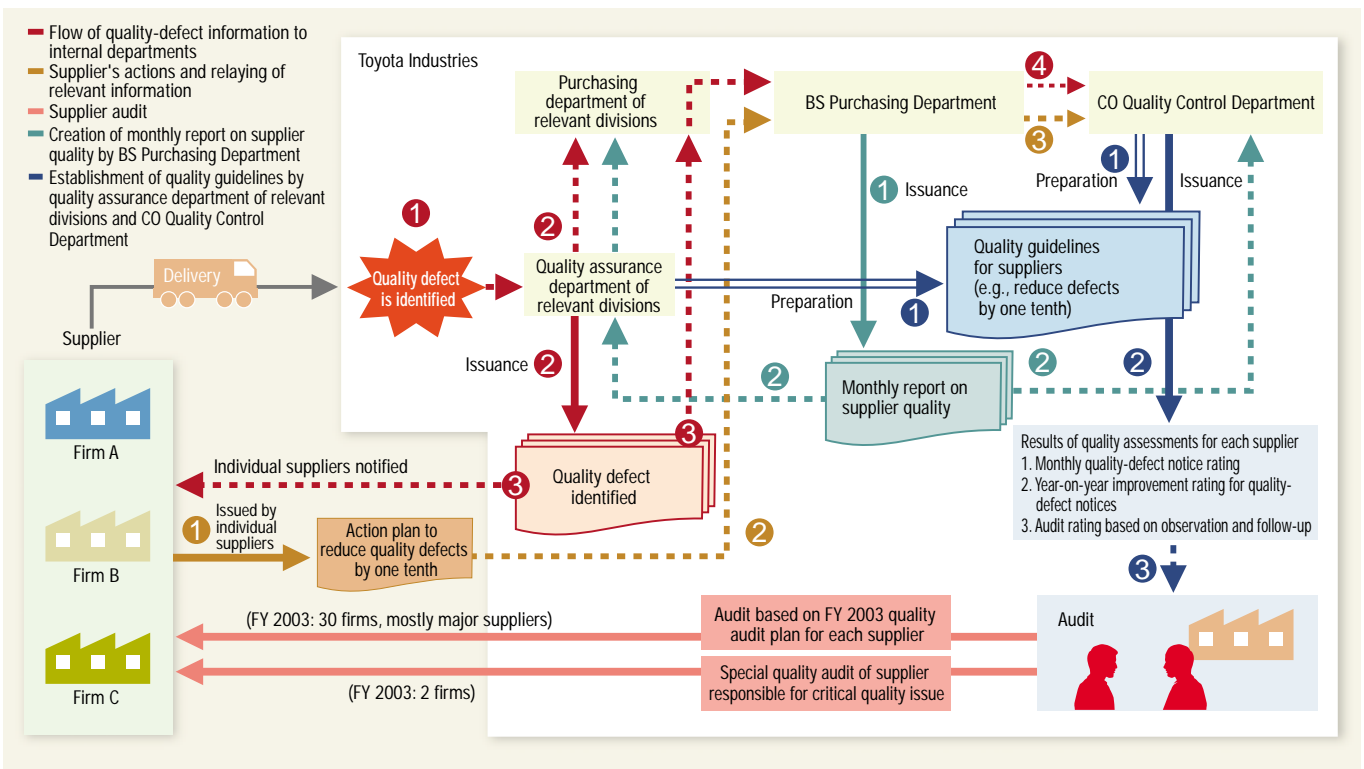 Flow of quality-defect information to
internal departments
Supplier's actions and relaying of
relevant information
Supplier audit
Creation of monthly report on supplier
quality by BS Purchasing Department
Establishment of quality guidelines by
quality assurance department of relevant
divisions and CO Quality Control
Department
Toyota Industries
Purchasing
department of
relevant divisions
BS Purchasing Department
4
3
CO Quality Control Department
1
Preparation
Issuance
1
Issuance
1
Quality defect
is identified
2
Quality assurance
department of
relevant divisions
Preparation
1
Quality guidelines
for suppliers
(e.g., reduce defects
by one tenth)
Delivery
Supplier
Issuance
2
2
Monthly report on
supplier quality
2
2
Firm A
Firm B
Firm C
Individual suppliers notified
3
3
Quality defect
identified
Results of quality assessments for each supplier
1. Monthly quality-defect notice rating
2. Year-on-year improvement rating for quality-
defect notices
3. Audit rating based on observation and follow-up
1
Issued by
individual
suppliers
Action plan to
reduce quality defects
by one tenth
2
3
(FY 2003: 30 firms, mostly major suppliers)
Audit based on FY 2003 quality
audit plan for each supplier
Audit
(FY 2003: 2 firms)
Special quality audit of supplier
responsible for critical quality issue